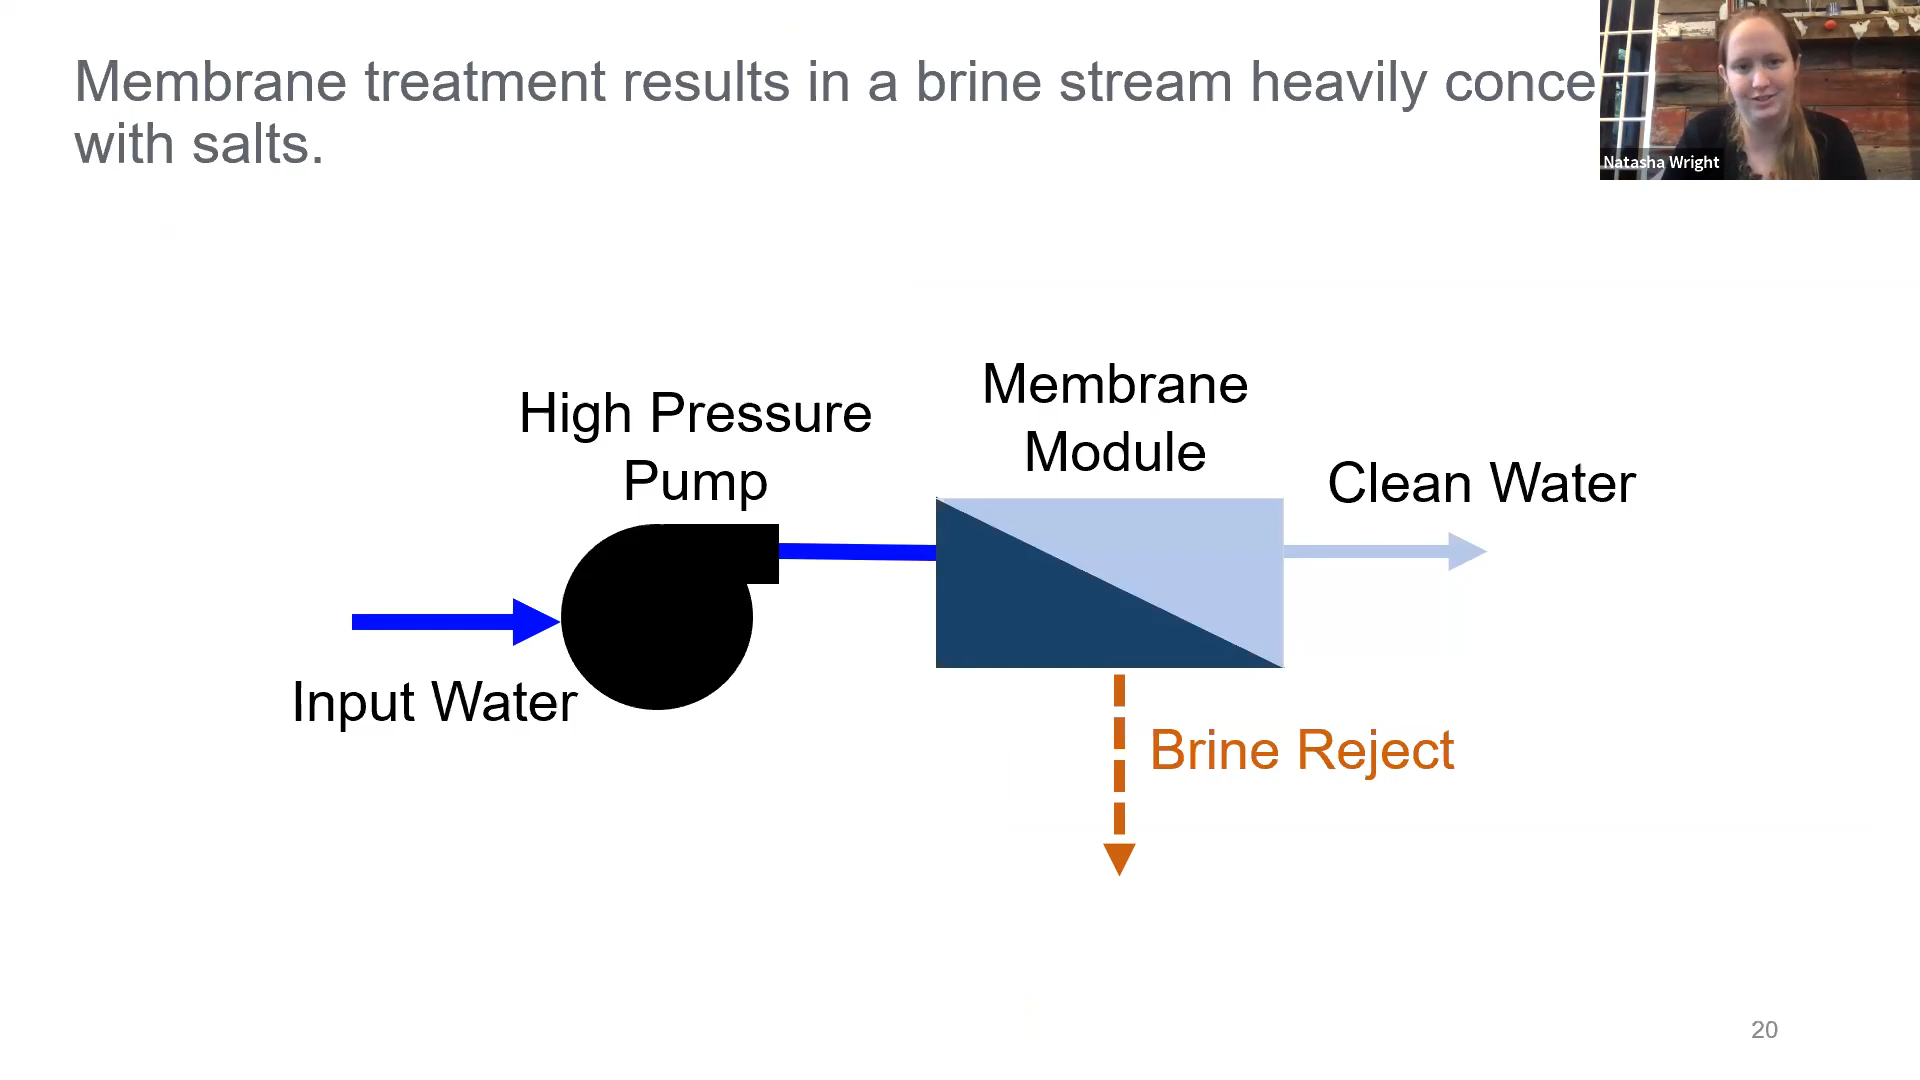 Membrane treatment results in a brine stream heavily conce
with salts.
Natasha Wright
High Pressure
Pump
Membrane
Module
Clean Water
Input Water
Brine Reject
20